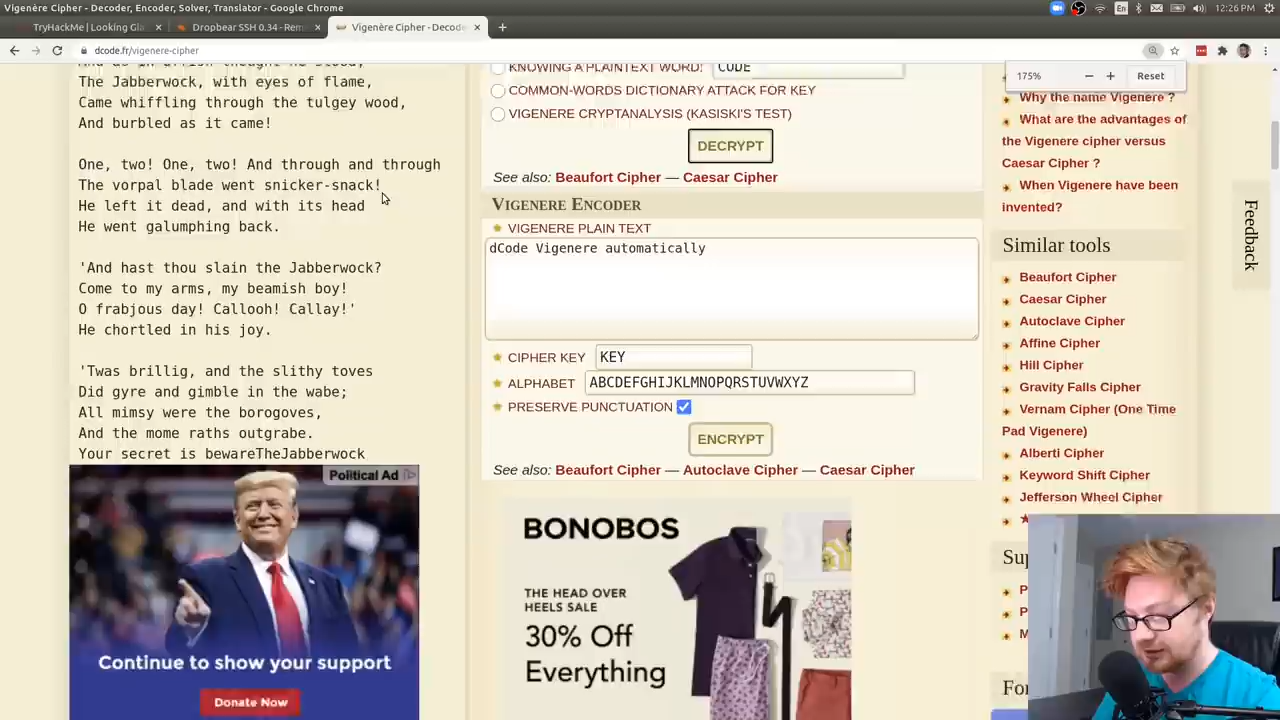 Vigenère Cipher - Decoder, Encoder, Solver, Translator - Google Chrome
En
12:26 PM
TryHackMe | Looking Gla
Dropbear SSH 0.34 - Rem
Vigenère Cipher - Decode
dcode.fr/vigenere-cipher
175%
Reset
The Jabberwock, with eyes of flame,
Came whiffling through the tulgey wood,
And burbled as it came!
One, two! One, two! And through and through
The vorpal blade went snicker-snack!
He left it dead, and with its head
He went galumphing back.
'And hast thou slain the Jabberwock?
Come to my arms, my beamish boy!
O frabjous day! Callooh! Callay!'
He chortled in his joy.
'Twas brillig, and the slithy toves
Did gyre and gimble in the wabe;
All mimsy were the borogoves,
And the mome raths outgrabe.
Your secret is bewareTheJabberwock
Political Ad
Continue to show your support
Donate Now
KNOWING A PLAINTEXT WORD: CODE
COMMON-WORDS DICTIONARY ATTACK FOR KEY
VIGENERE CRYPTANALYSIS (KASISKI'S TEST)
DECRYPT
See also: Beaufort Cipher — Caesar Cipher
VIGENERE ENCODER
VIGENERE PLAIN TEXT
dCode Vigenere automatically
CIPHER KEY KEY
ALPHABET ABCDEFGHIJKLMNOPQRSTUVWXYZ
PRESERVE PUNCTUATION
ENCRYPT
See also: Beaufort Cipher — Autoclave Cipher — Caesar Cipher
BONOBOS
THE HEAD OVER
HEELS SALE
30% Off
Everything
Why the name Vigenere ?
What are the advantages of
the Vigenere cipher versus
Caesar Cipher ?
When Vigenere have been
invented?
Similar tools
Beaufort Cipher
Caesar Cipher
Autoclave Cipher
Affine Cipher
Hill Cipher
Gravity Falls Cipher
Vernam Cipher (One Time
Pad Vigenere)
Alberti Cipher
Keyword Shift Cipher
Jefferson Wheel Cipher
Feedback